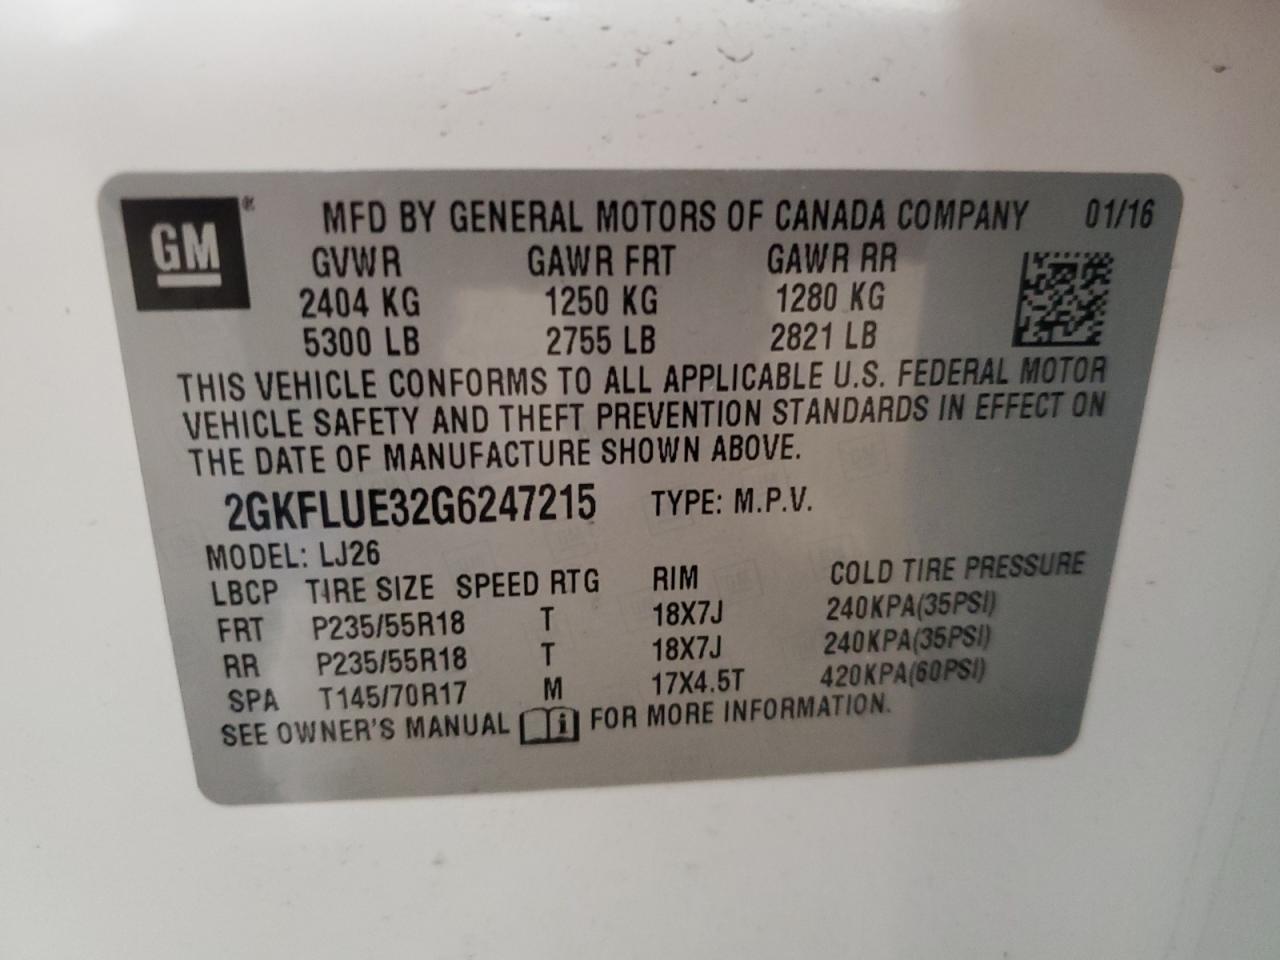 GM® MFD BY GENERAL MOTORS OF CANADA COMPANY 01/16
GVWR GAWR FRT GAWR RR
2404 KG 1250 KG 1280 KG
5300 LB 2755 LB 2821 LB
THIS VEHICLE CONFORMS TO ALL APPLICABLE U.S. FEDERAL MOTOR
VEHICLE SAFETY AND THEFT PREVENTION STANDARDS IN EFFECT ON
THE DATE OF MANUFACTURE SHOWN ABOVE.
2GKFLUE32G6247215 TYPE: M.P.V.
MODEL: LJ26
LBCP TIRE SIZE SPEED RTG RIM COLD TIRE PRESSURE
FRT P235/55R18 T 18X7J 240KPA(35PSI)
RR P235/55R18 T 18X7J 240KPA(35PSI)
SPA T145/70R17 M 17X4.5T 420KPA(60PSI)
SEE OWNER'S MANUAL i FOR MORE INFORMATION.